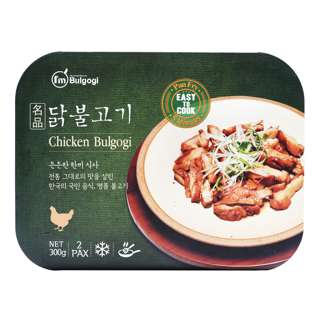 I'm Bulgogi
名品
닭불고기
Chicken Bulgogi
든든한 한끼 식사
전통 그대로의 맛을 살린
한국의 국민 음식, 명품 불고기
Pan Fry
EASY
TO
COOK
NET
300g
2
PAX